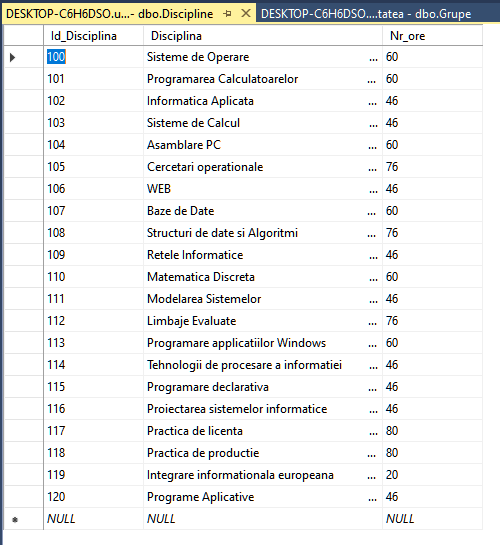 DESKTOP-C6H6DSO.u...- dbo.Discipline DESKTOP-C6H6DSO....tatea - dbo.Grupe
Id_Disciplina Disciplina Nr_ore
100 Sisteme de Operare ... 60
101 Programarea Calculatoarelor ... 60
102 Informatica Aplicata ... 46
103 Sisteme de Calcul ... 46
104 Asamblare PC ... 60
105 Cercetari operationale ... 76
106 WEB ... 46
107 Baze de Date ... 60
108 Structuri de date si Algoritmi ... 76
109 Retele Informatice ... 46
110 Matematica Discreta ... 60
111 Modelarea Sistemelor ... 46
112 Limbaje Evaluate ... 76
113 Programare applicatiilor Windows ... 60
114 Tehnologii de procesare a informatiei ... 46
115 Programare declarativa ... 46
116 Proiectarea sistemelor informatice ... 46
117 Practica de licenta ... 80
118 Practica de productie ... 80
119 Integrare informationala europeana ... 20
120 Programe Aplicative ... 46
NULL NULL NULL